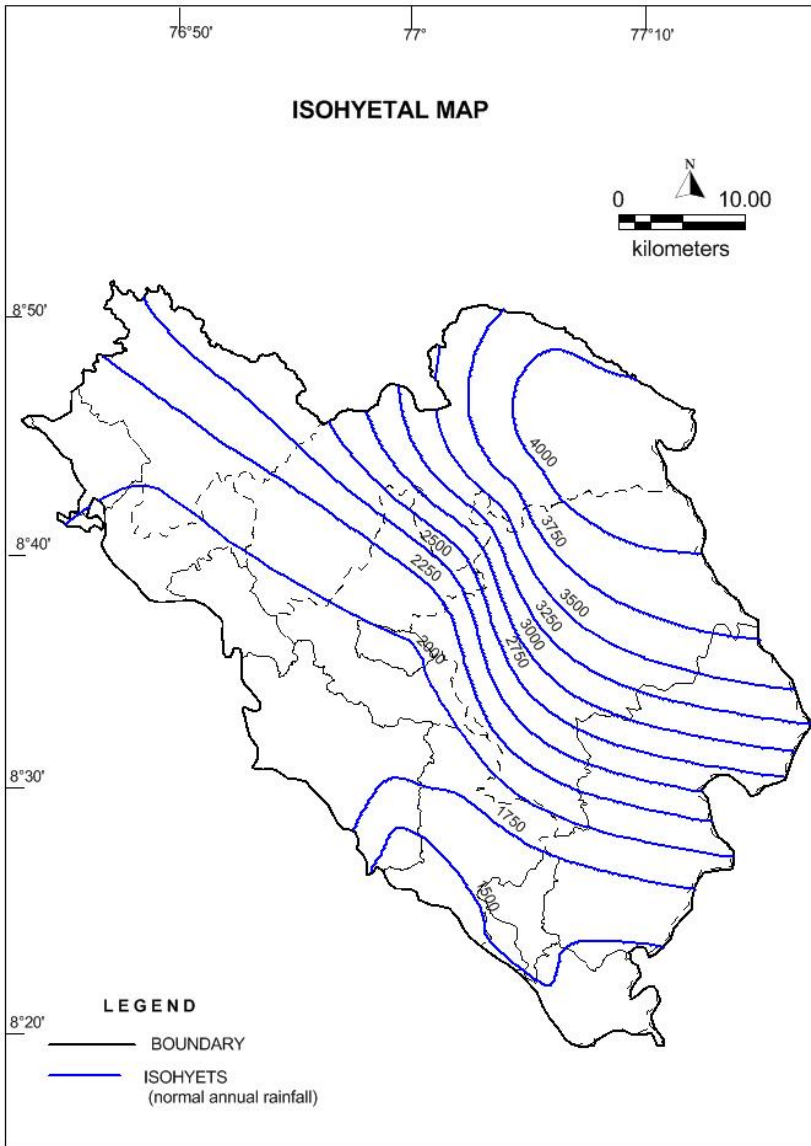 76°50'
77°
77°10'
ISOHYETAL MAP
N
0 10.00
kilometers
8°50'
4000
3750
8°40'
2500
2250
3500
3250
3000
2000
2750
8°30'
1750
1500
LEGEND
8°20'
BOUNDARY
ISOHYETS
(normal annual rainfall)